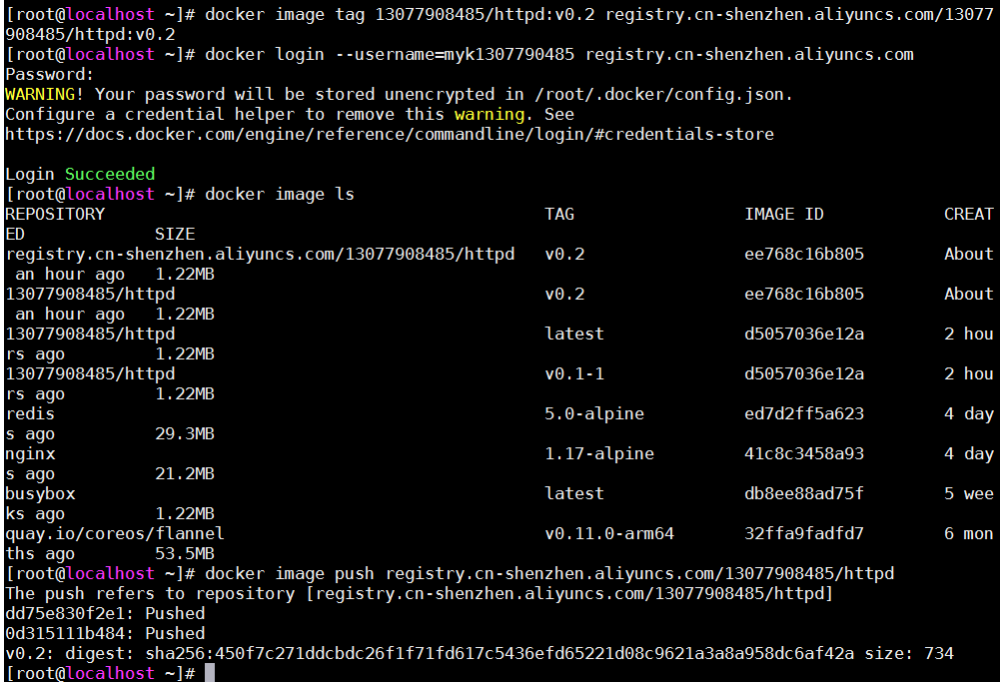 [root@localhost ~]# docker image tag 13077908485/httpd:v0.2 registry.cn-shenzhen.aliyuncs.com/13077
908485/httpd:v0.2
[root@localhost ~]# docker login --username=myk1307790485 registry.cn-shenzhen.aliyuncs.com
Password:
WARNING! Your password will be stored unencrypted in /root/.docker/config.json.
Configure a credential helper to remove this warning. See
https://docs.docker.com/engine/reference/commandline/login/#credentials-store
Login Succeeded
[root@localhost ~]# docker image ls
REPOSITORY TAG IMAGE ID CREAT
ED SIZE
registry.cn-shenzhen.aliyuncs.com/13077908485/httpd v0.2 ee768c16b805 About
an hour ago 1.22MB
13077908485/httpd v0.2 ee768c16b805 About
an hour ago 1.22MB
13077908485/httpd latest d5057036e12a 2 hou
rs ago 1.22MB
13077908485/httpd v0.1-1 d5057036e12a 2 hou
rs ago 1.22MB
redis 5.0-alpine ed7d2ff5a623 4 day
s ago 29.3MB
nginx 1.17-alpine 41c8c3458a93 4 day
s ago 21.2MB
busybox latest db8ee88ad75f 5 wee
ks ago 1.22MB
quay.io/coreos/flannel v0.11.0-arm64 32ffa9fadfd7 6 mon
ths ago 53.5MB
[root@localhost ~]# docker image push registry.cn-shenzhen.aliyuncs.com/13077908485/httpd
The push refers to repository [registry.cn-shenzhen.aliyuncs.com/13077908485/httpd]
dd75e830f2e1: Pushed
0d315111b484: Pushed
v0.2: digest: sha256:450f7c271ddcbdc26f1f71fd617c5436efd65221d08c9621a3a8a958dc6af42a size: 734
[root@localhost ~]#